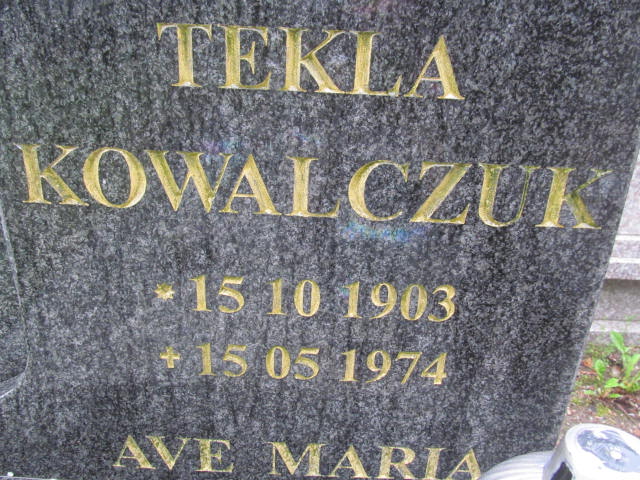 TEKLA
KOWALCZUK
* 15 10 1903
+ 15 05 1974
AVE MARIA